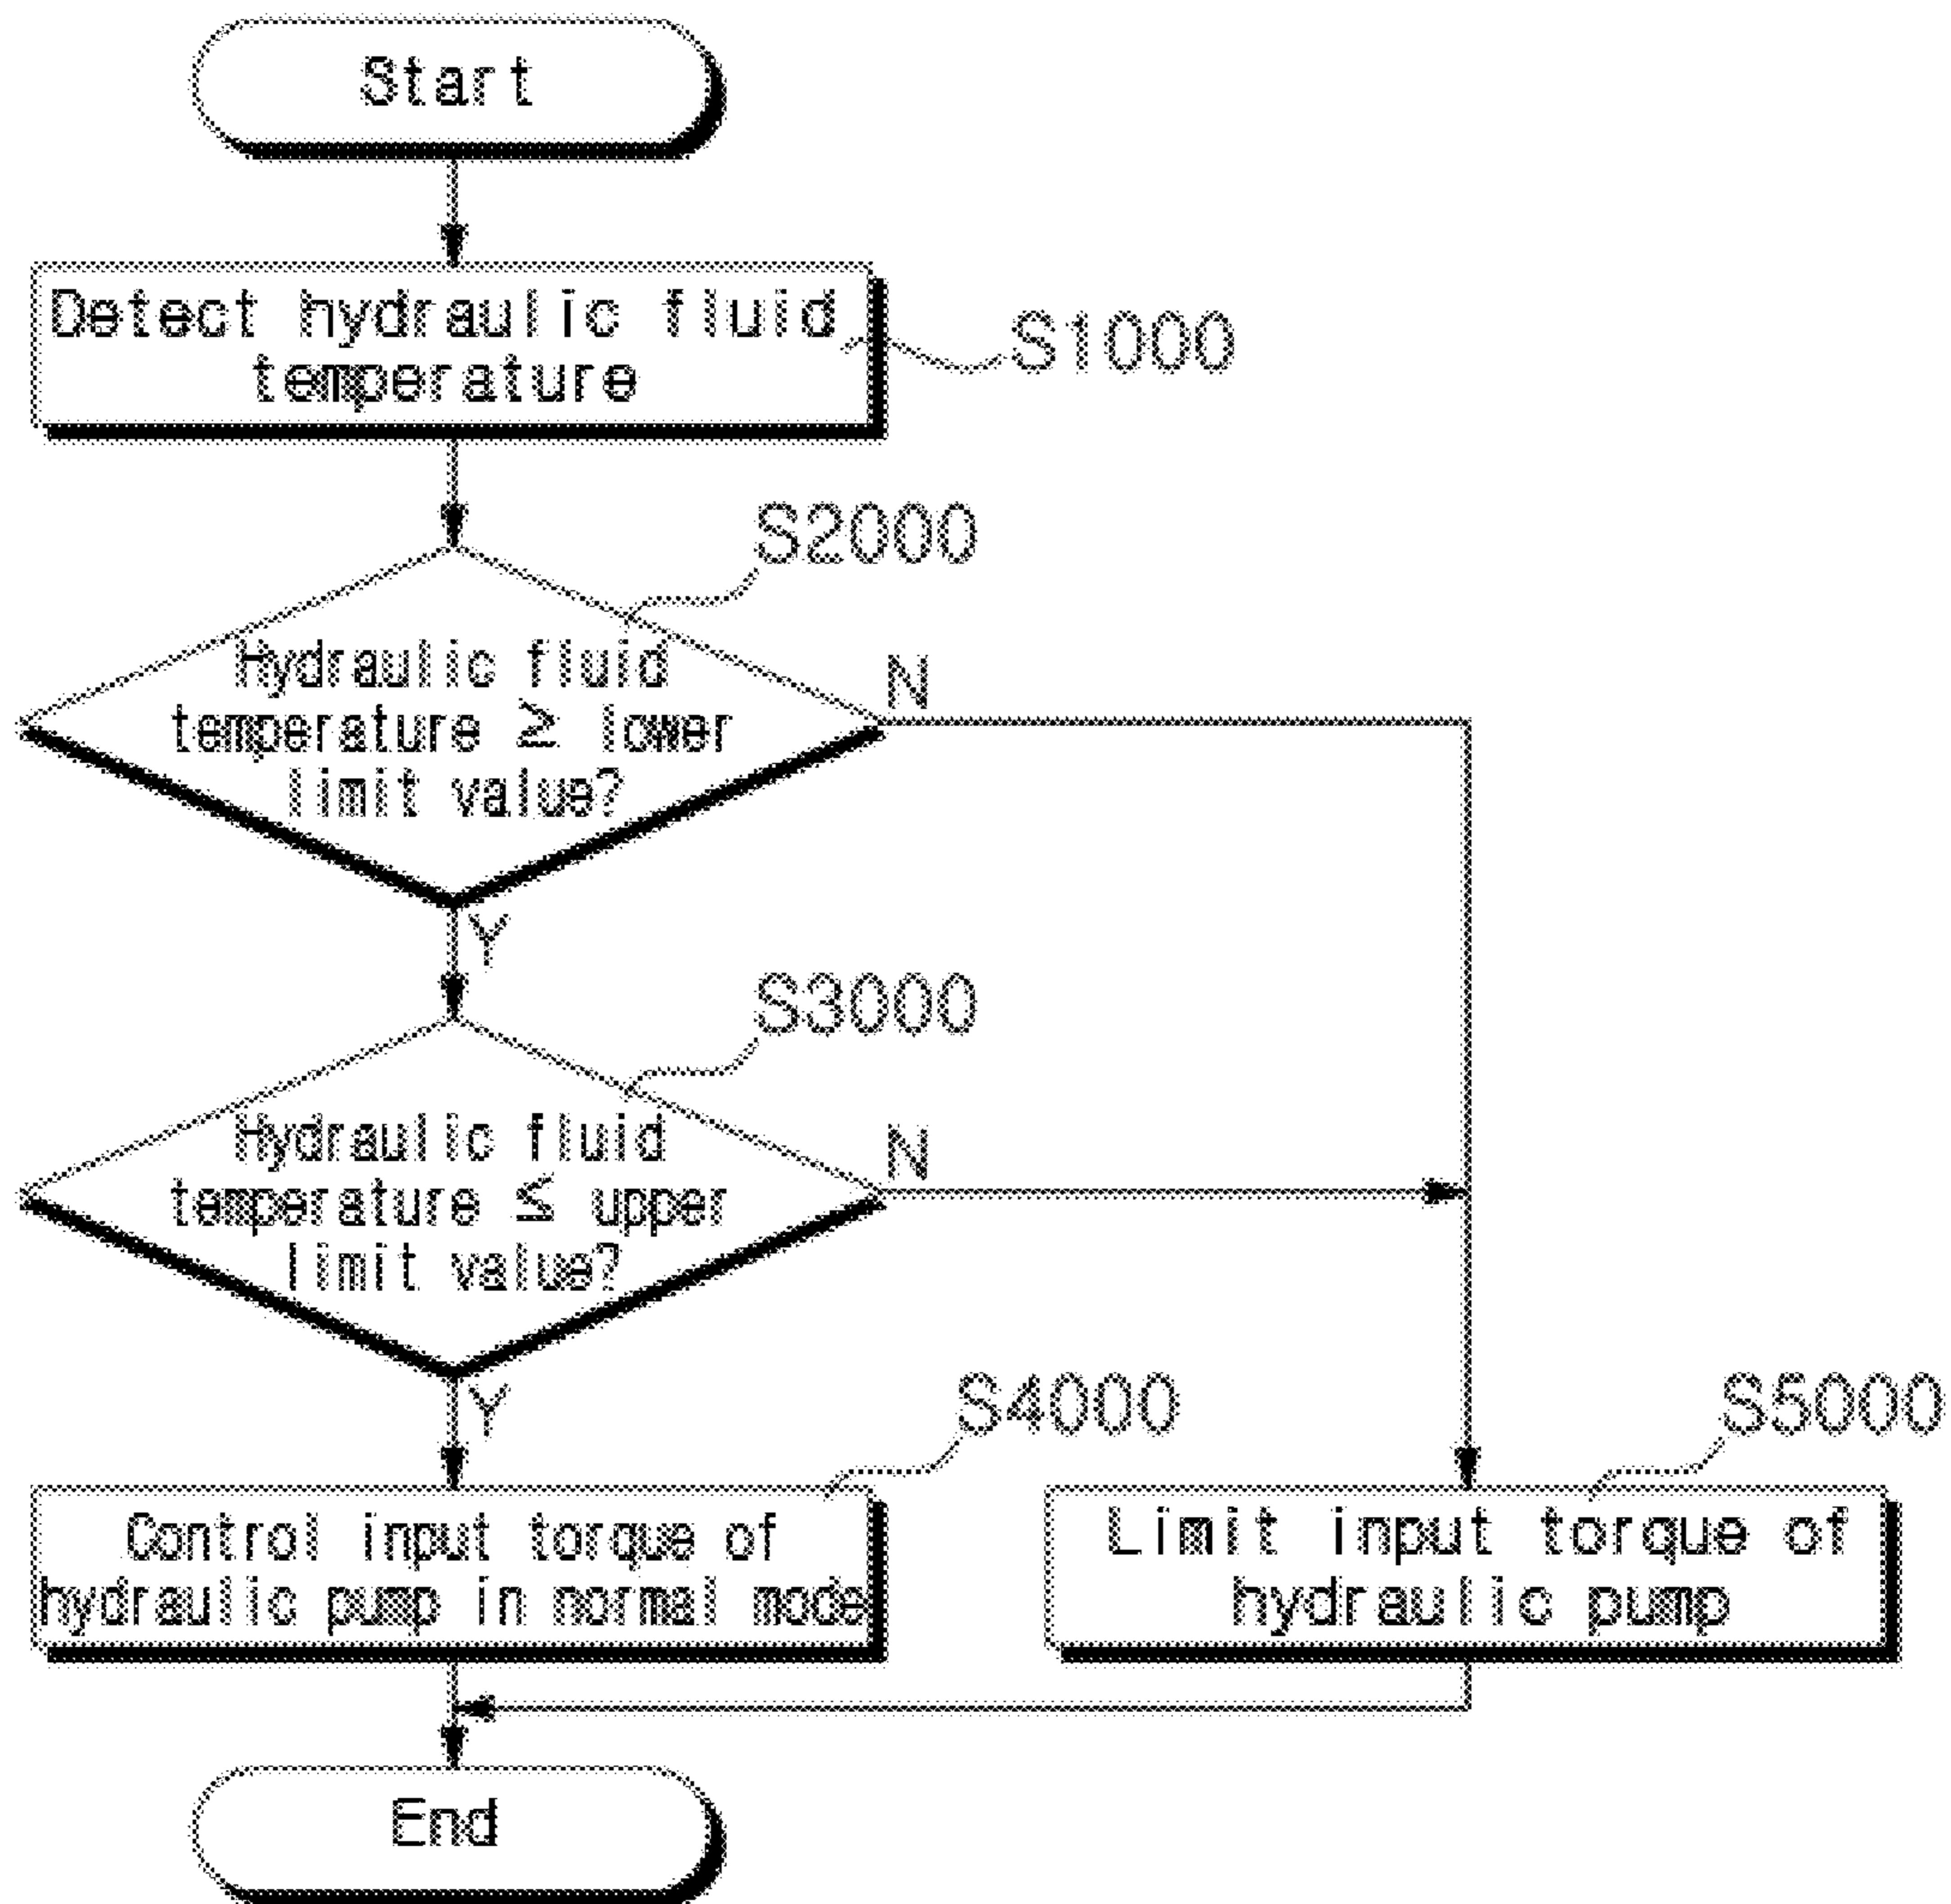 Start
Detect hydraulic fluid
temperature
S1000
S2000
Hydraulic fluid
temperature ≥ lower
limit value?
N
Y
S3000
Hydraulic fluid
temperature ≤ upper
limit value?
N
Y
S4000
Control input torque of
hydraulic pump in normal mode
S5000
Limit input torque of
hydraulic pump
End